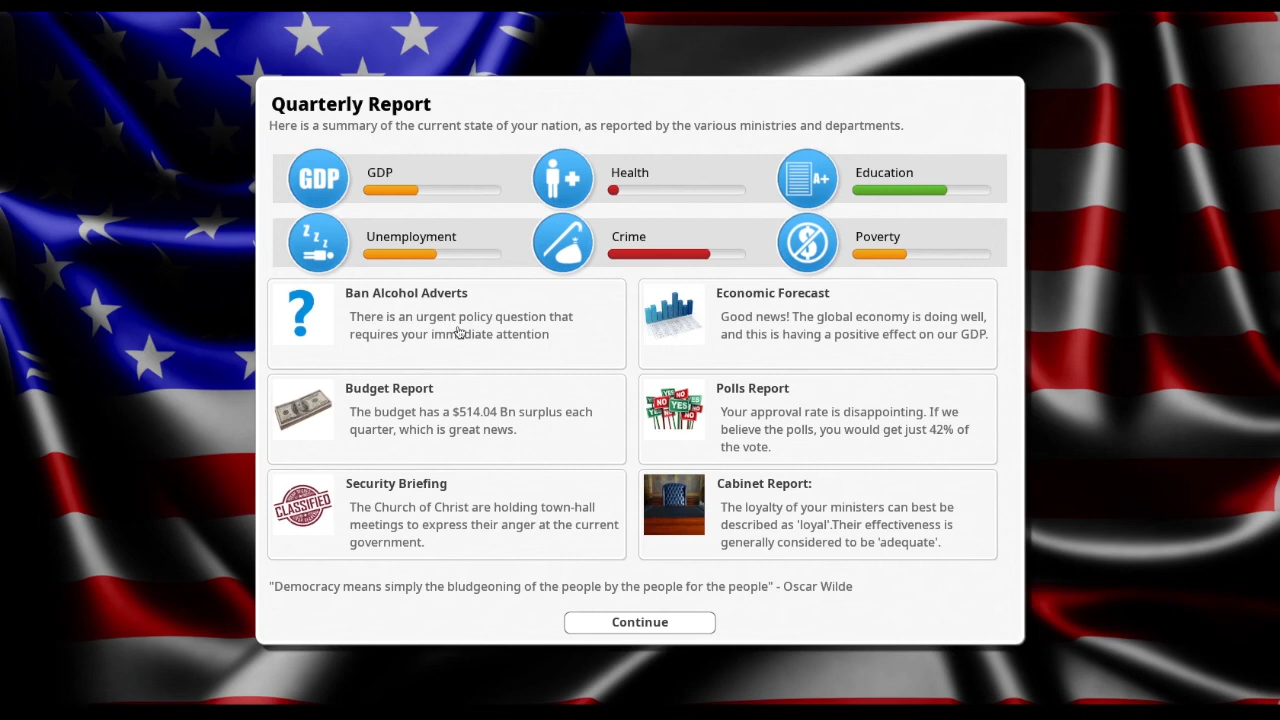 Quarterly Report
Here is a summary of the current state of your nation, as reported by the various ministries and departments.
GDP
GDP
Health
A+
Education
Z Z Z
Unemployment
Crime
Poverty
Ban Alcohol Adverts
There is an urgent policy question that
requires your immediate attention
Economic Forecast
Good news! The global economy is doing well,
and this is having a positive effect on our GDP.
Budget Report
The budget has a $514.04 Bn surplus each
quarter, which is great news.
YES
NO
NO
YES
NO
Polls Report
Your approval rate is disappointing. If we
believe the polls, you would get just 42% of
the vote.
CLASSIFIED
Security Briefing
The Church of Christ are holding town-hall
meetings to express their anger at the current
government.
Cabinet Report:
The loyalty of your ministers can best be
described as 'loyal'.Their effectiveness is
generally considered to be 'adequate'.
"Democracy means simply the bludgeoning of the people by the people for the people" - Oscar Wilde
Continue